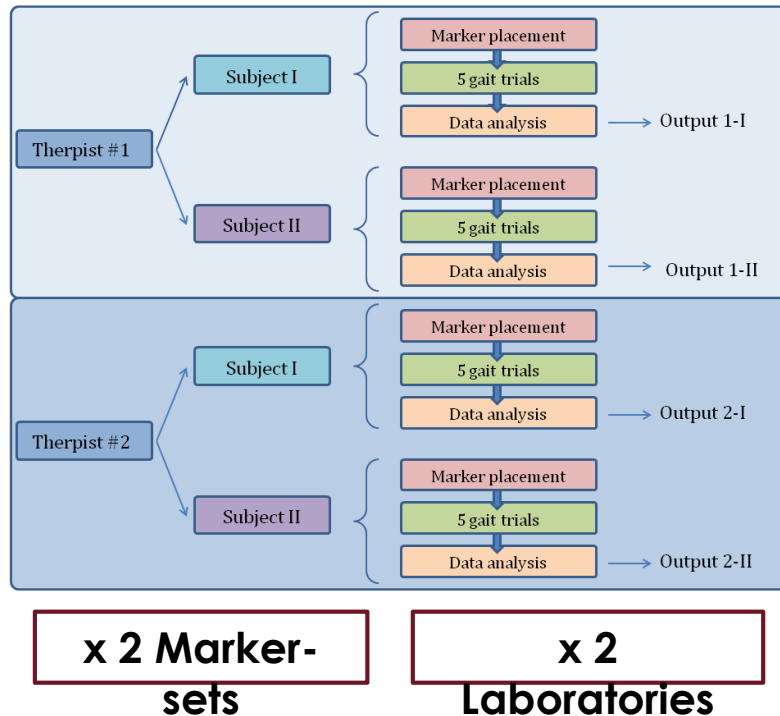 Therpist #1
Subject I
Marker placement
5 gait trials
Data analysis
Output 1-I
Subject II
Marker placement
5 gait trials
Data analysis
Output 1-II
Therpist #2
Subject I
Marker placement
5 gait trials
Data analysis
Output 2-I
Subject II
Marker placement
5 gait trials
Data analysis
Output 2-II
x 2 Marker-
sets
x 2
Laboratories